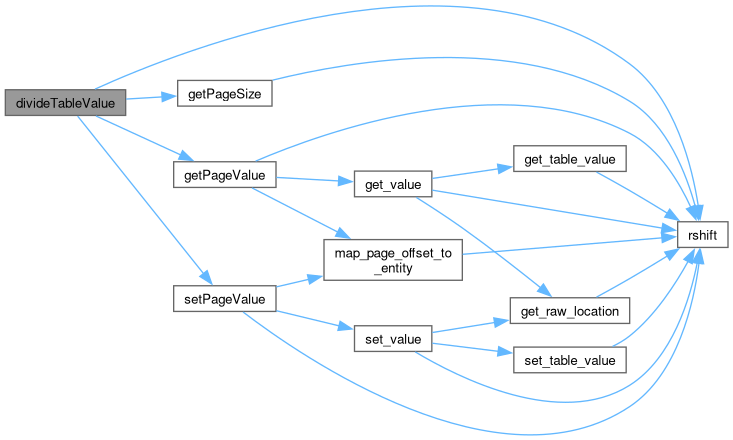 divideTableValue
getPageSize
getPageValue
setPageValue
get_value
map_page_offset_to
_entity
set_value
get_table_value
get_raw_location
set_table_value
rshift